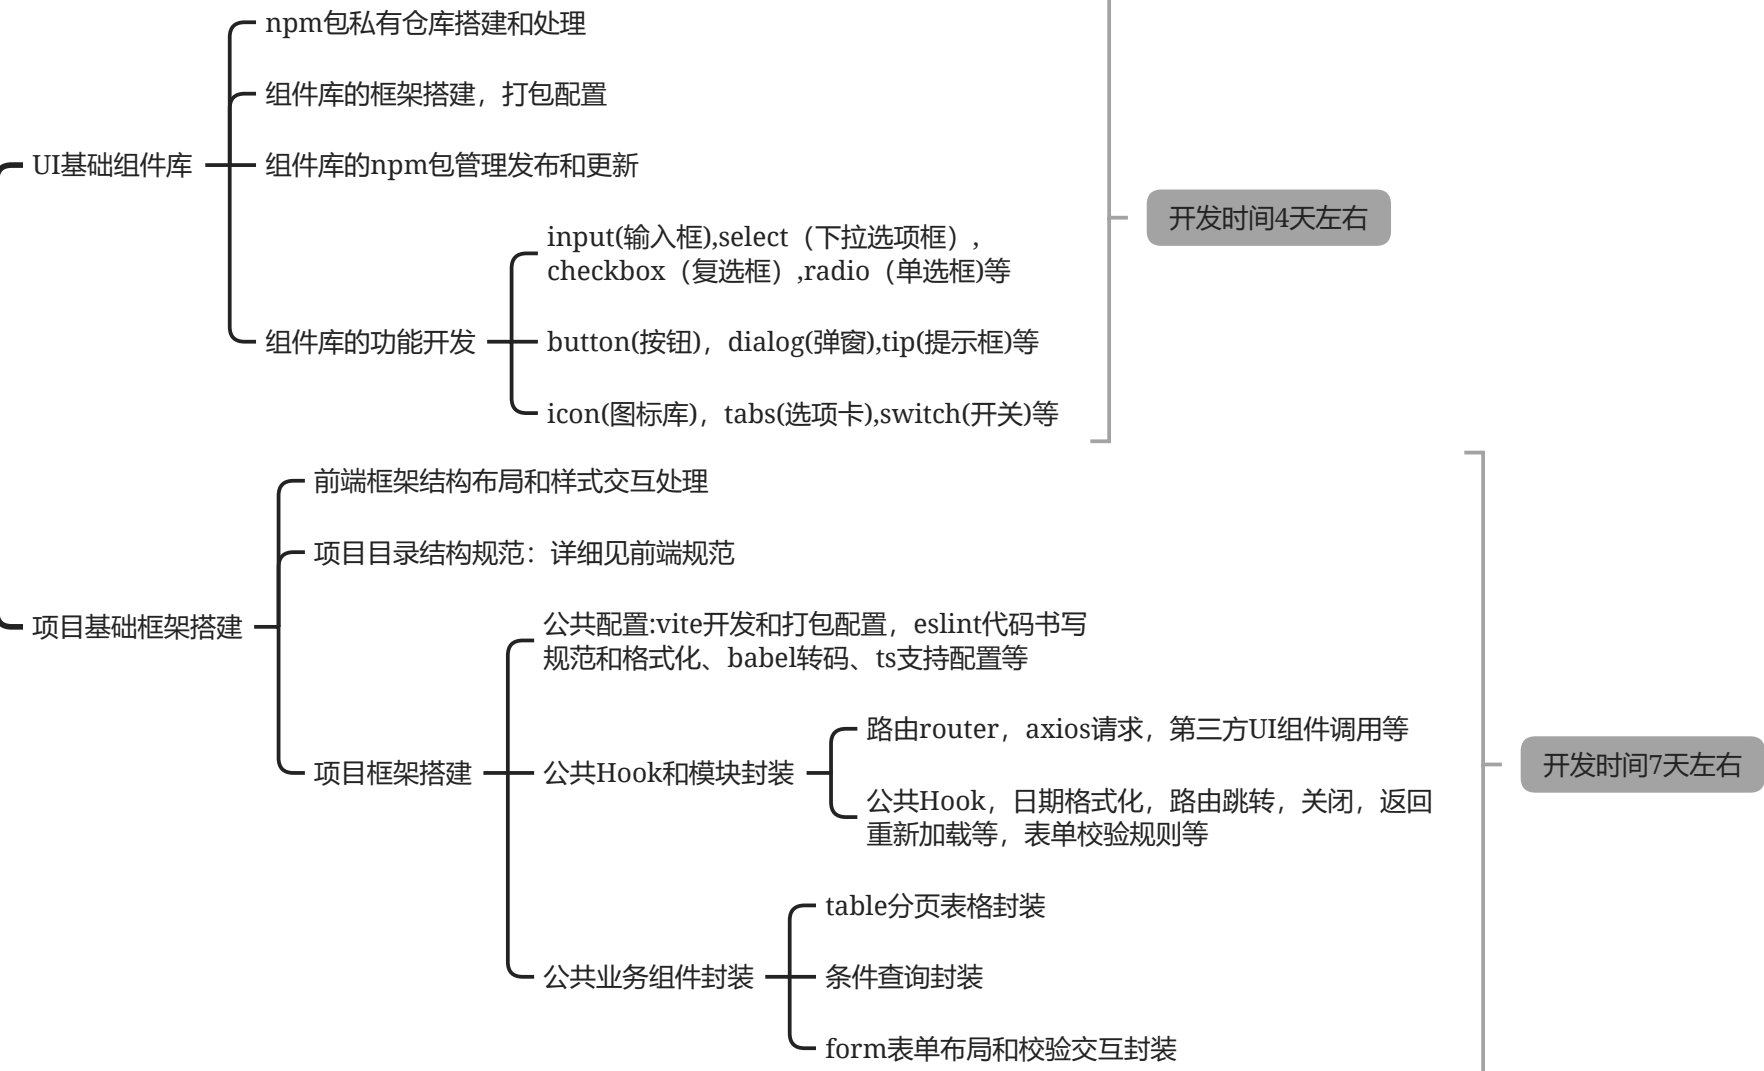 npm包私有仓库搭建和处理
组件库的框架搭建，打包配置
UI基础组件库
组件库的npm包管理发布和更新
开发时间4天左右
input(输入框),select（下拉选项框）,
checkbox（复选框）,radio（单选框)等
组件库的功能开发
button(按钮)，dialog(弹窗),tip(提示框)等
icon(图标库)，tabs(选项卡),switch(开关)等
前端框架结构布局和样式交互处理
项目目录结构规范：详细见前端规范
项目基础框架搭建
公共配置:vite开发和打包配置，eslint代码书写
规范和格式化、babel转码、ts支持配置等
路由router，axios请求，第三方UI组件调用等
项目框架搭建
公共Hook和模块封装
开发时间7天左右
公共Hook，日期格式化，路由跳转，关闭，返回
重新加载等，表单校验规则等
table分页表格封装
公共业务组件封装
条件查询封装
form表单布局和校验交互封装